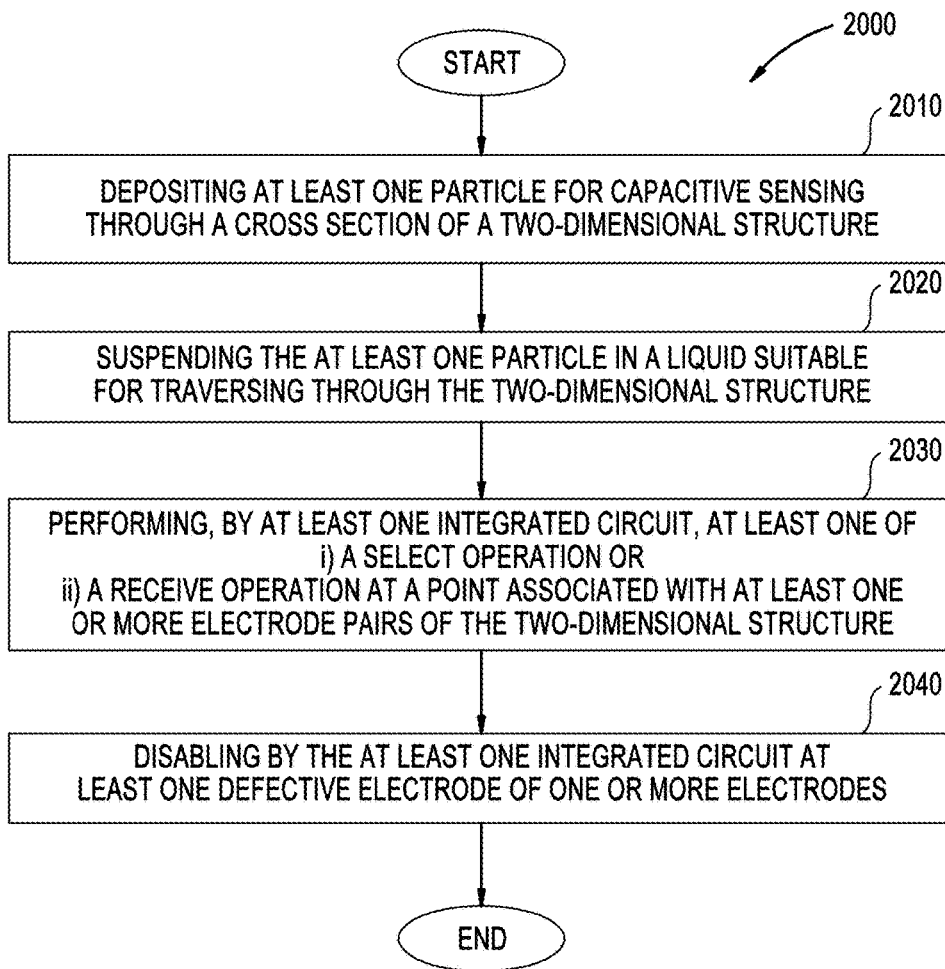 2000
START
2010
DEPOSITING AT LEAST ONE PARTICLE FOR CAPACITIVE SENSING
THROUGH A CROSS SECTION OF A TWO-DIMENSIONAL STRUCTURE
2020
SUSPENDING THE AT LEAST ONE PARTICLE IN A LIQUID SUITABLE
FOR TRAVERSING THROUGH THE TWO-DIMENSIONAL STRUCTURE
2030
PERFORMING, BY AT LEAST ONE INTEGRATED CIRCUIT, AT LEAST ONE OF
i) A SELECT OPERATION OR
ii) A RECEIVE OPERATION AT A POINT ASSOCIATED WITH AT LEAST ONE
OR MORE ELECTRODE PAIRS OF THE TWO-DIMENSIONAL STRUCTURE
2040
DISABLING BY THE AT LEAST ONE INTEGRATED CIRCUIT AT
LEAST ONE DEFECTIVE ELECTRODE OF ONE OR MORE ELECTRODES
END